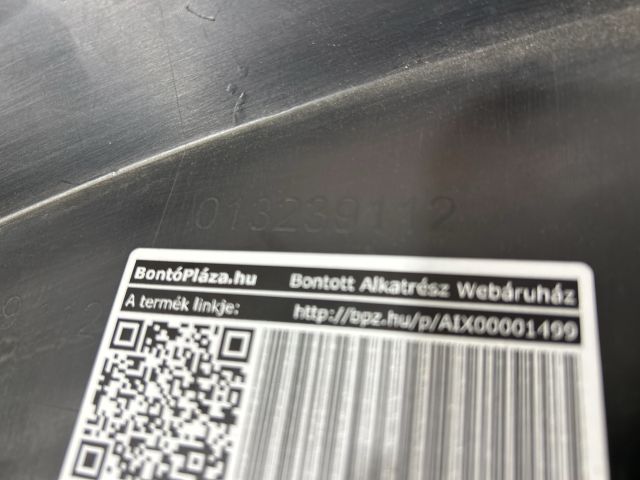 013239112
BontóPláza.hu Bontott Alkatrész Webáruház
A termék linkje: http://bpz.hu/p/AIX00001499